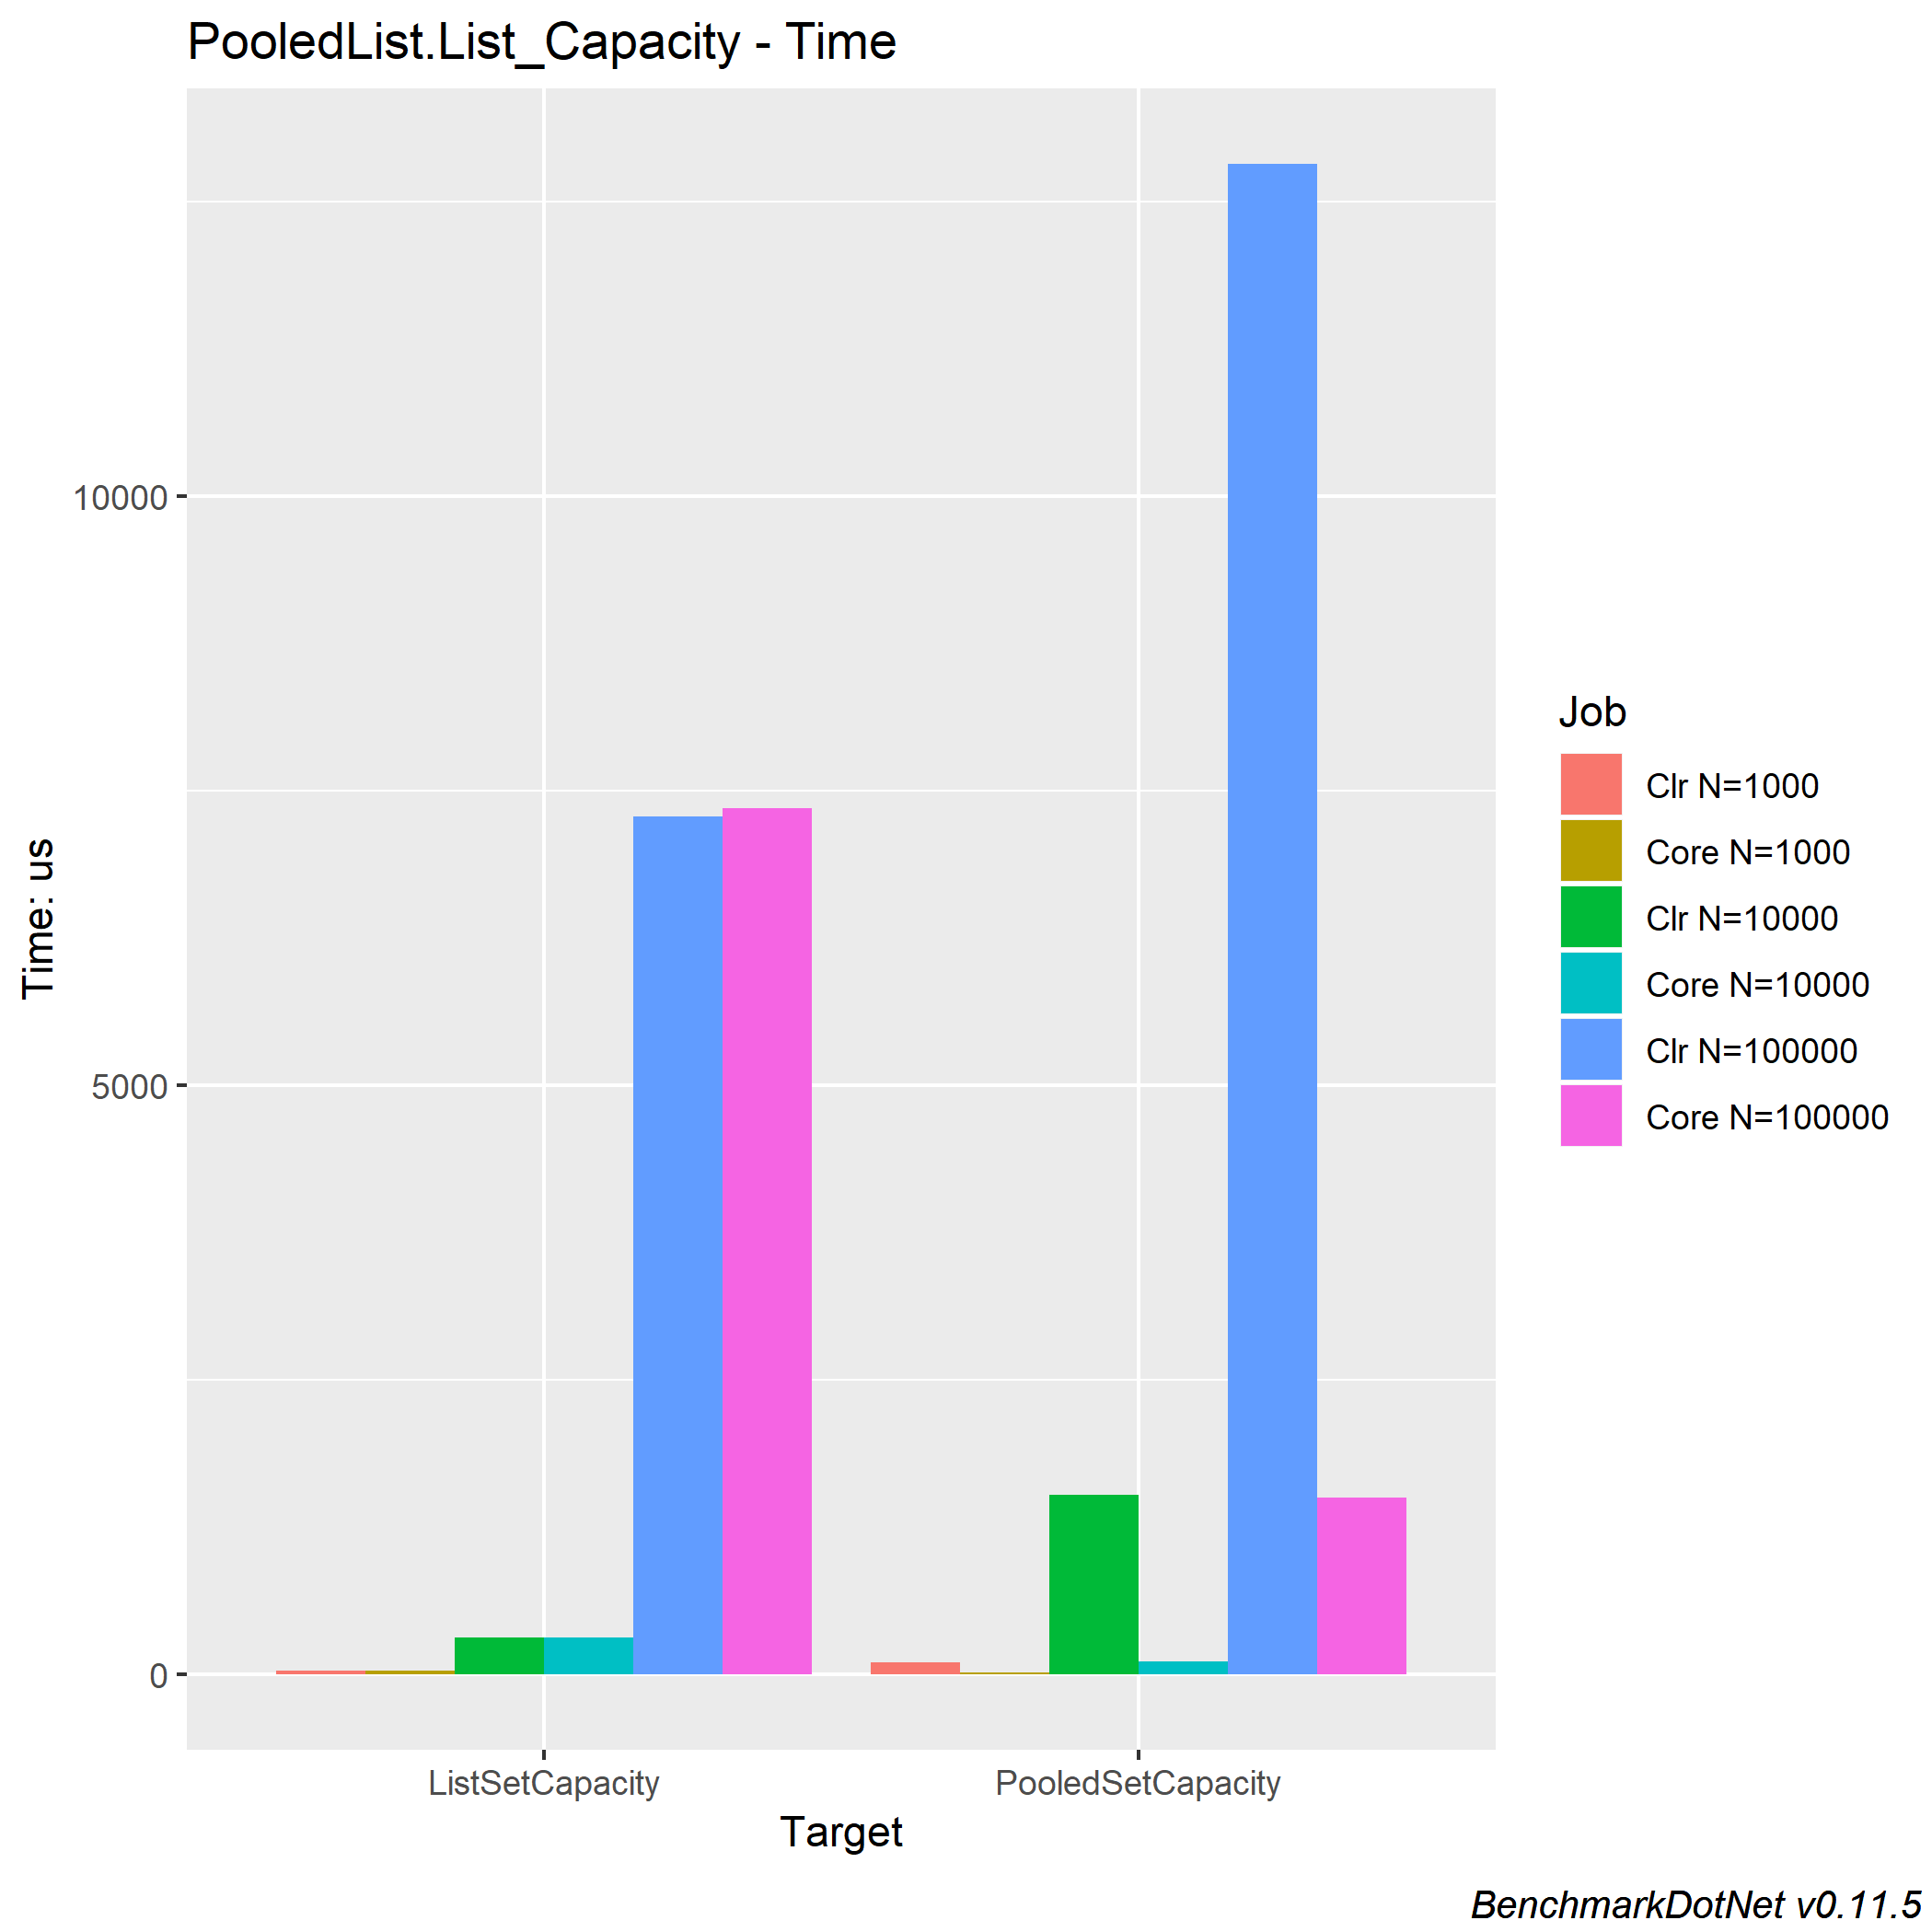 PooledList.List_Capacity - Time
Time: us
10000
5000
0
ListSetCapacity
PooledSetCapacity
Target
Job
Clr N=1000
Core N=1000
Clr N=10000
Core N=10000
Clr N=100000
Core N=100000
BenchmarkDotNet v0.11.5